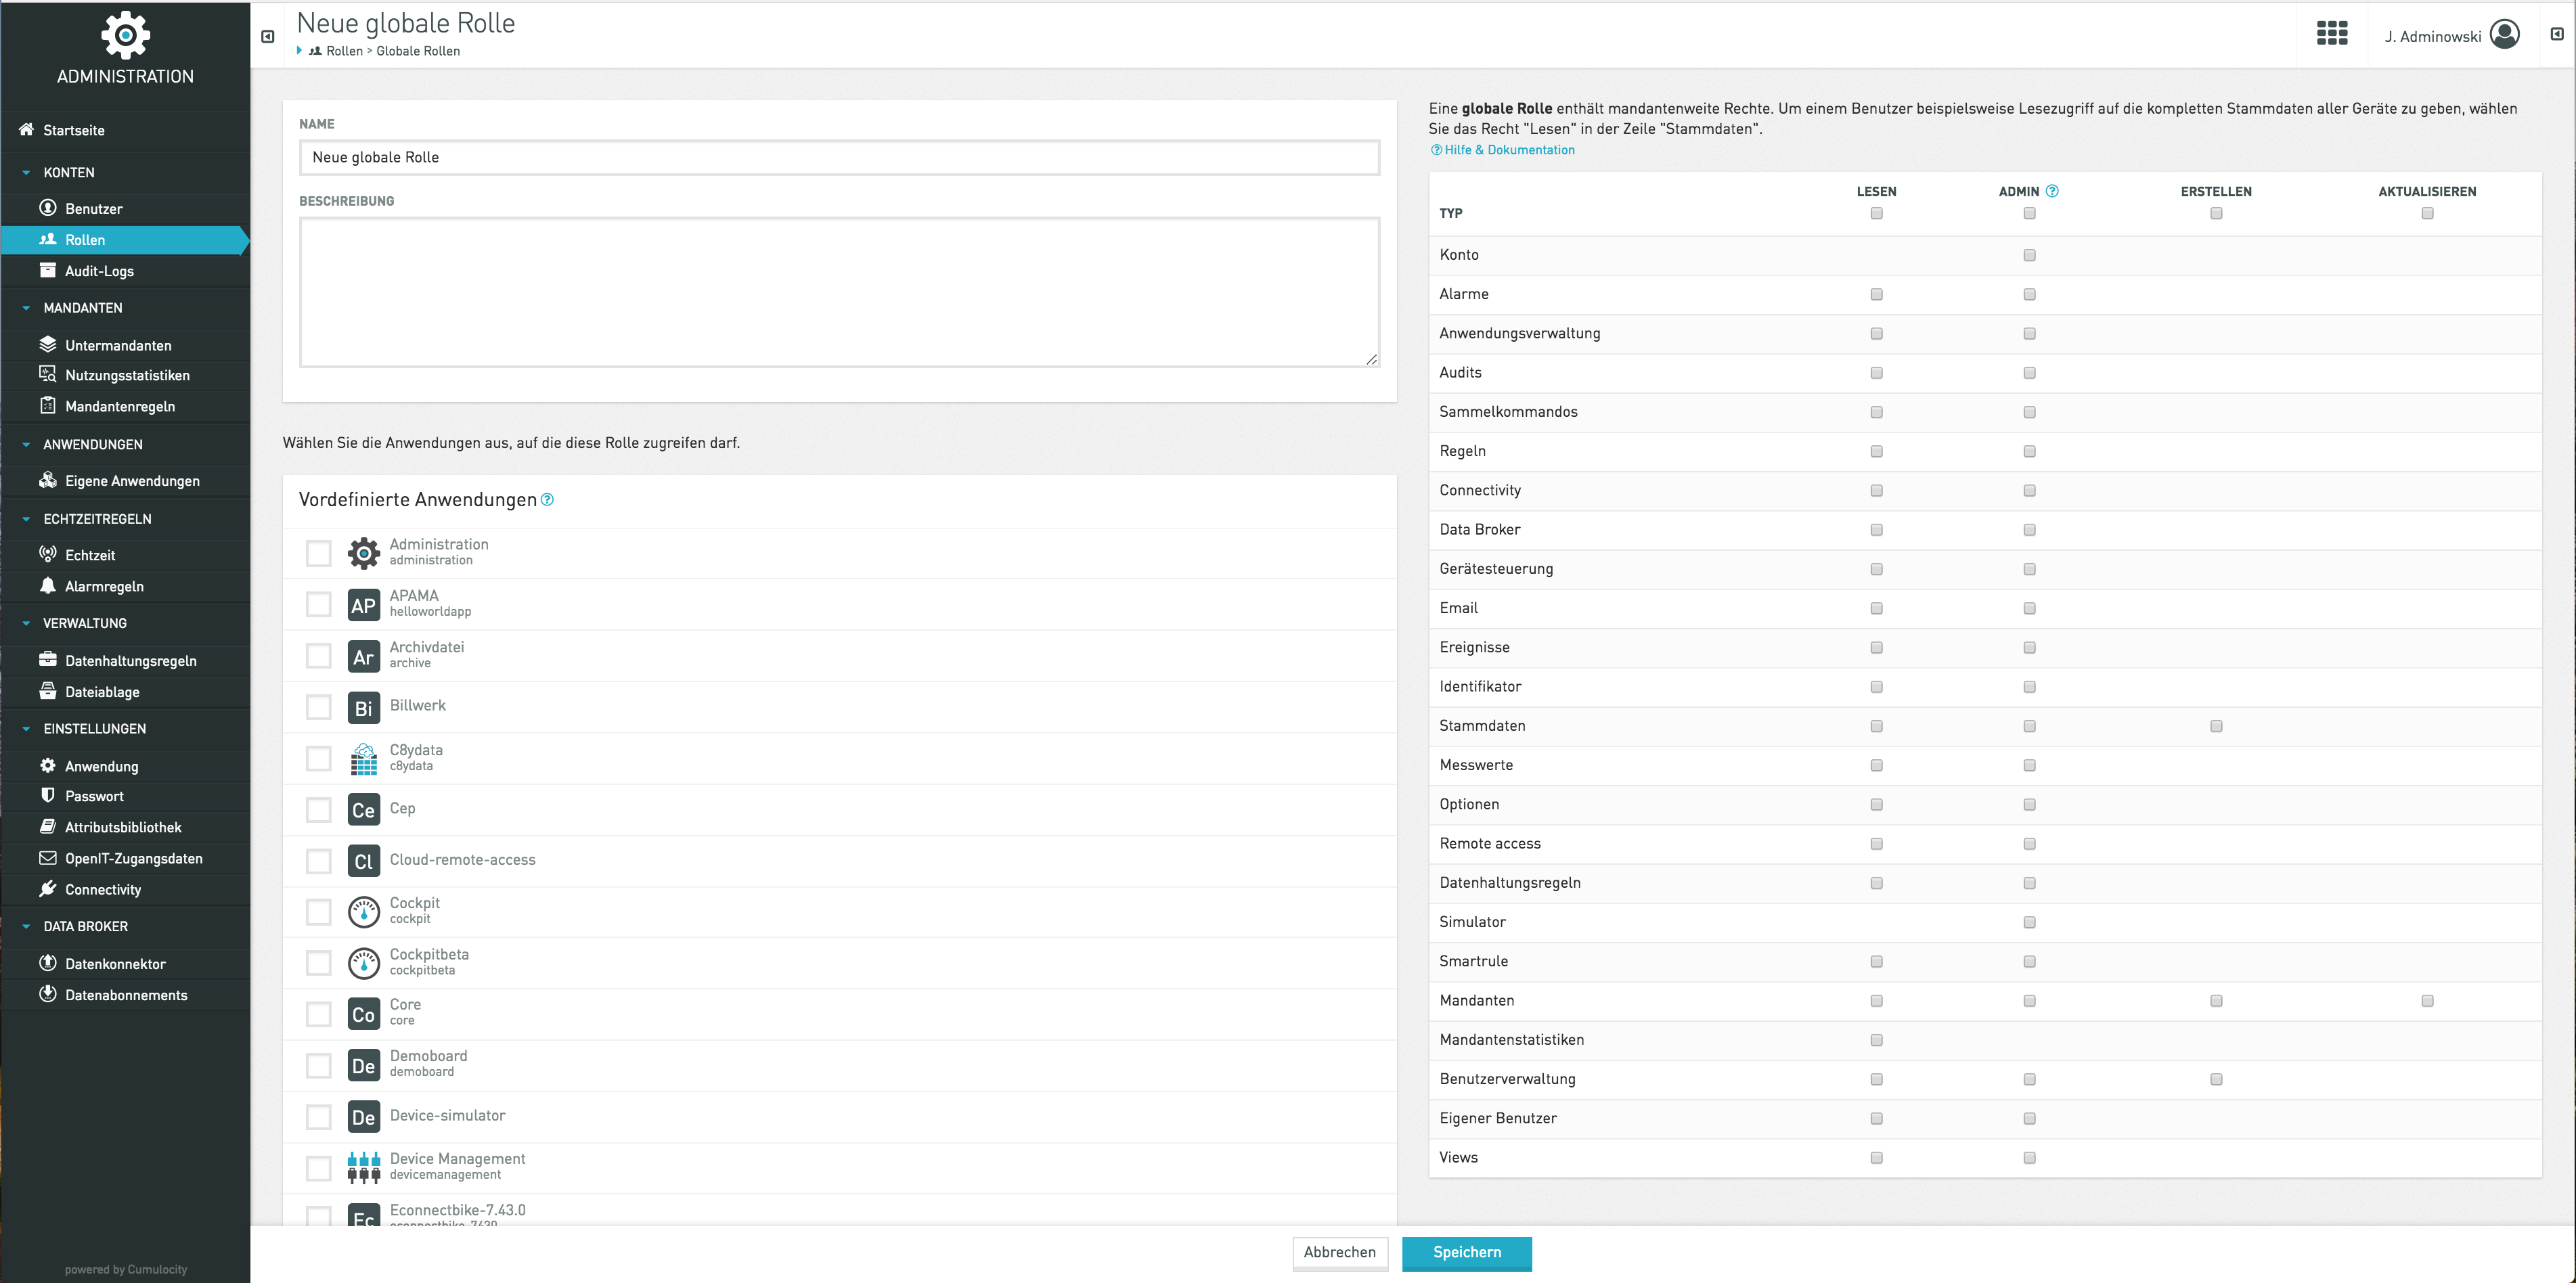 ADMINISTRATION
Startseite
KONTEN
Benutzer
Rollen
Audit-Logs
MANDANTEN
Untermandanten
Nutzungsstatistiken
Mandantenregeln
ANWENDUNGEN
Eigene Anwendungen
ECHTZEITREGELN
Echtzeit
Alarmregeln
VERWALTUNG
Datenhaltungsregeln
Dateiablage
EINSTELLUNGEN
Anwendung
Passwort
Attributsbibliothek
OpenIT-Zugangsdaten
Connectivity
DATA BROKER
Datenkonnektor
Datenabonnements
powered by Cumulocity
Neue globale Rolle
Rollen > Globale Rollen
J. Adminowski
NAME
Neue globale Rolle
BESCHREIBUNG
Wählen Sie die Anwendungen aus, auf die diese Rolle zugreifen darf.
Vordefinierte Anwendungen
Administration
administration
AP APAMA
helloworldapp
Ar Archivdatei
archive
Bi Billwerk
C8ydata
c8ydata
Ce Cep
Cl Cloud-remote-access
Cockpit
cockpit
Cockpitbeta
cockpitbeta
Co Core
core
De Demoboard
demoboard
De Device-simulator
Device Management
devicemanagement
Ec Econnectbike-7.43.0
econnectbike-7430
Eine globale Rolle enthält mandantenweite Rechte. Um einem Benutzer beispielsweise Lesezugriff auf die kompletten Stammdaten aller Geräte zu geben, wählen
Sie das Recht "Lesen" in der Zeile "Stammdaten".
Hilfe & Dokumentation
TYP LESEN ADMIN ERSTELLEN AKTUALISIEREN
Konto
Alarme
Anwendungsverwaltung
Audits
Sammelkommandos
Regeln
Connectivity
Data Broker
Gerätesteuerung
Email
Ereignisse
Identifikator
Stammdaten
Messwerte
Optionen
Remote access
Datenhaltungsregeln
Simulator
Smartrule
Mandanten
Mandantenstatistiken
Benutzerverwaltung
Eigener Benutzer
Views
Abbrechen
Speichern